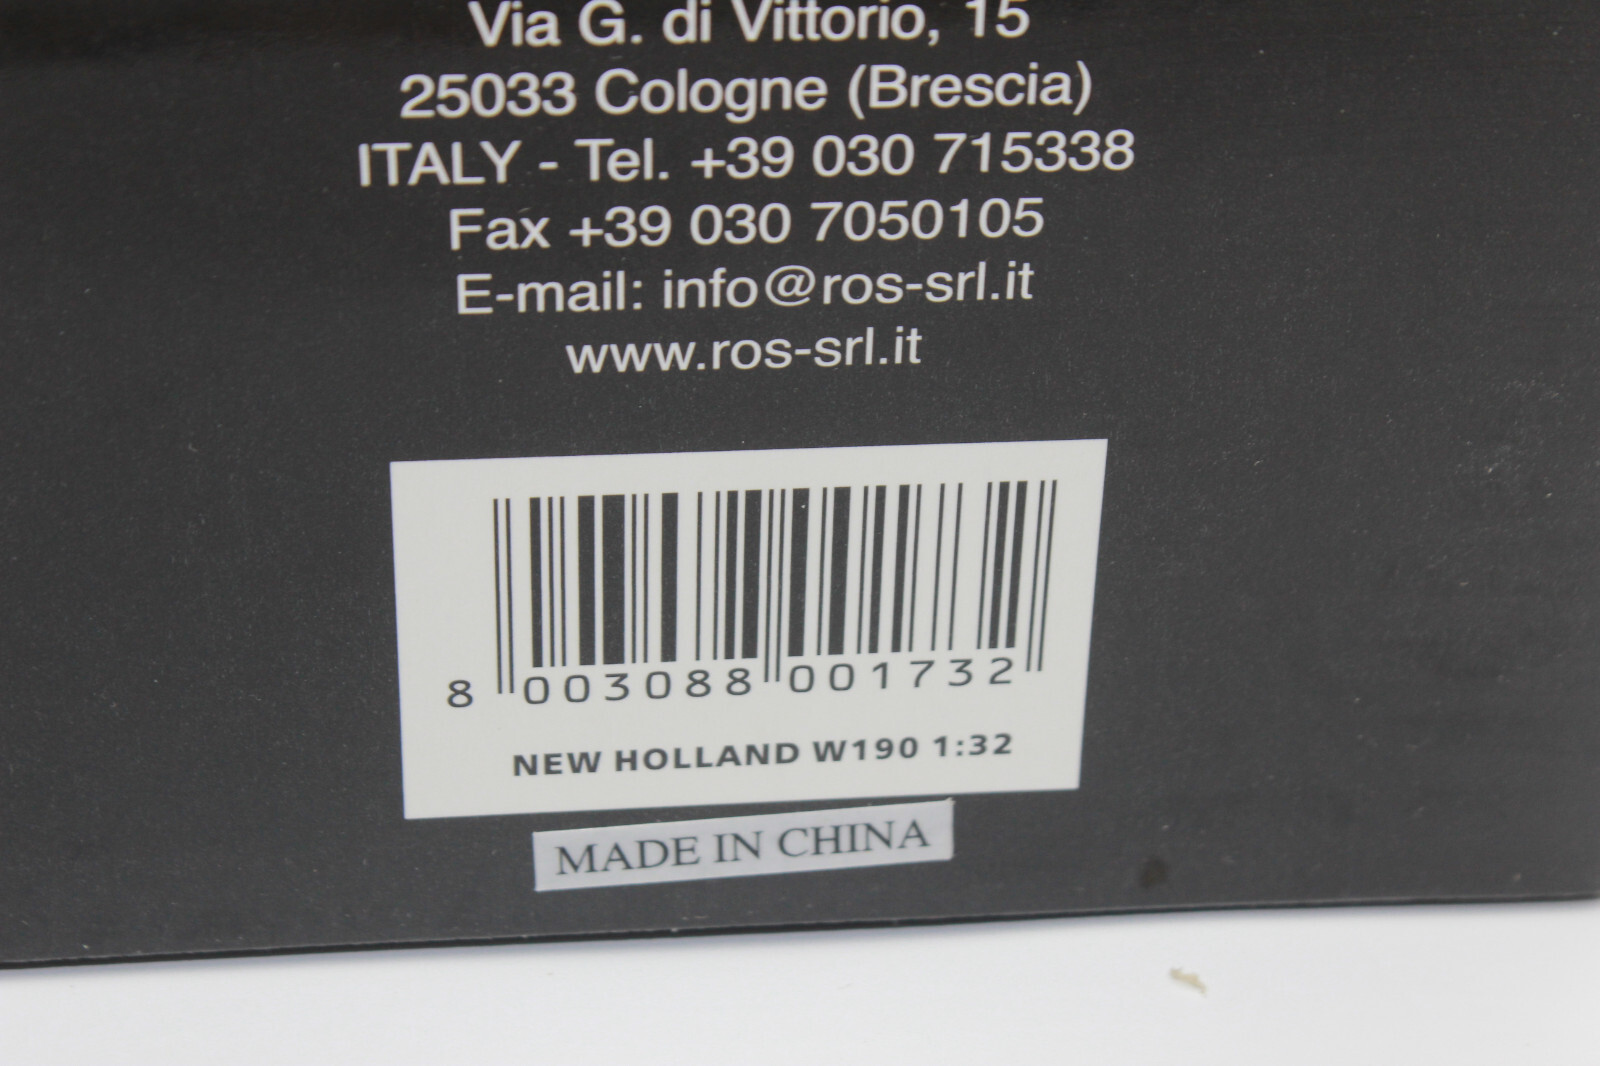 Via G. di Vittorio, 15
25033 Cologne (Brescia)
ITALY - Tel. +39 030 715338
Fax +39 030 7050105
E-mail: info@ros-srl.it
www.ros-srl.it
8 003088 001732
NEW HOLLAND W190 1:32
MADE IN CHINA